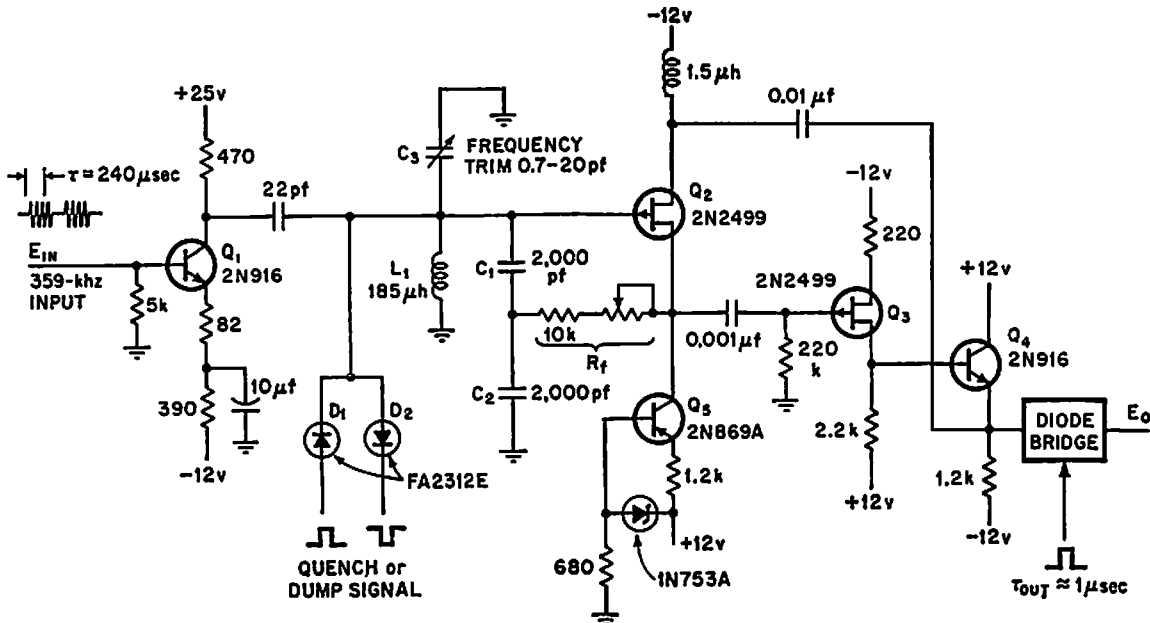 -12v
1.5μh
0.01μf
+25v
470
C3
FREQUENCY
TRIM 0.7-20pf
τ = 240μsec
22pf
Q2
2N2499
-12v
220
EIN
359-khz
INPUT
Q1
2N916
5k
82
L1
185μh
C1
2,000
pf
10k
Rf
0.001μf
2N2499
Q3
220
k
+12v
Q4
2N916
390
10μf
-12v
D1
D2
FA2312E
C2
2,000pf
Q5
2N869A
1.2k
+12v
680
1N753A
2.2k
+12v
1.2k
-12v
DIODE
BRIDGE
Eo
QUENCH or
DUMP SIGNAL
τOUT ≈ 1μsec